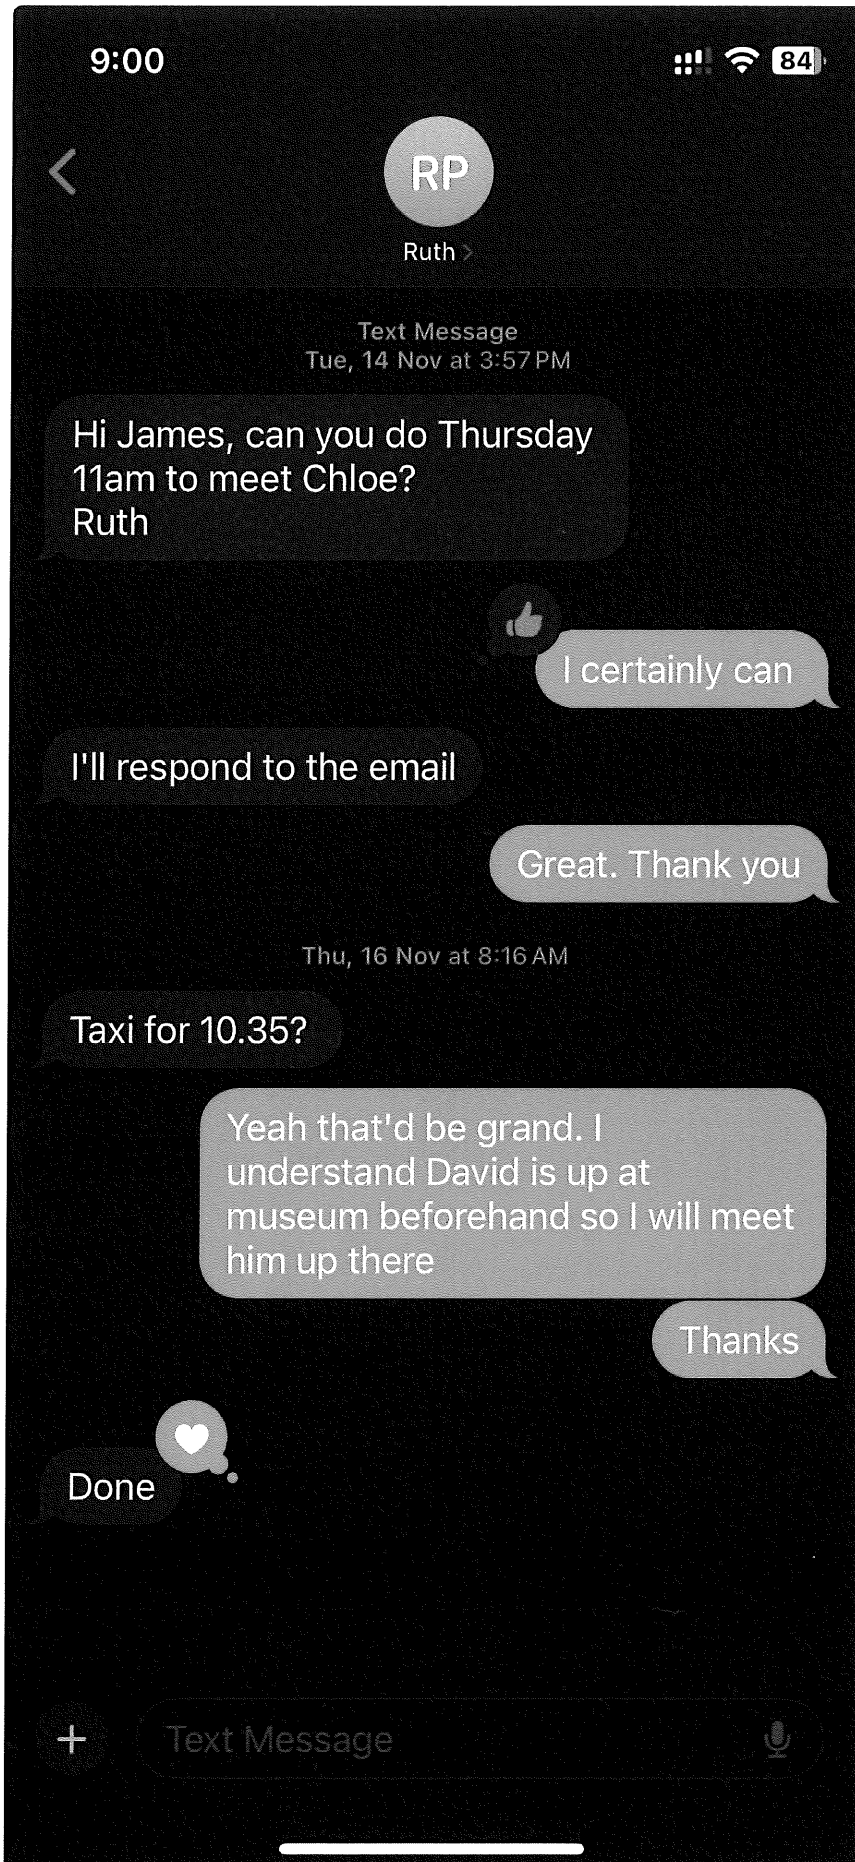 9:00
84
RP
Ruth
Text Message
Tue, 14 Nov at 3:57 PM
Hi James, can you do Thursday
11am to meet Chloe?
Ruth
I certainly can
I'll respond to the email
Great. Thank you
Thu, 16 Nov at 8:16 AM
Taxi for 10.35?
Yeah that'd be grand. I
understand David is up at
museum beforehand so I will meet
him up there
Thanks
Done
Text Message